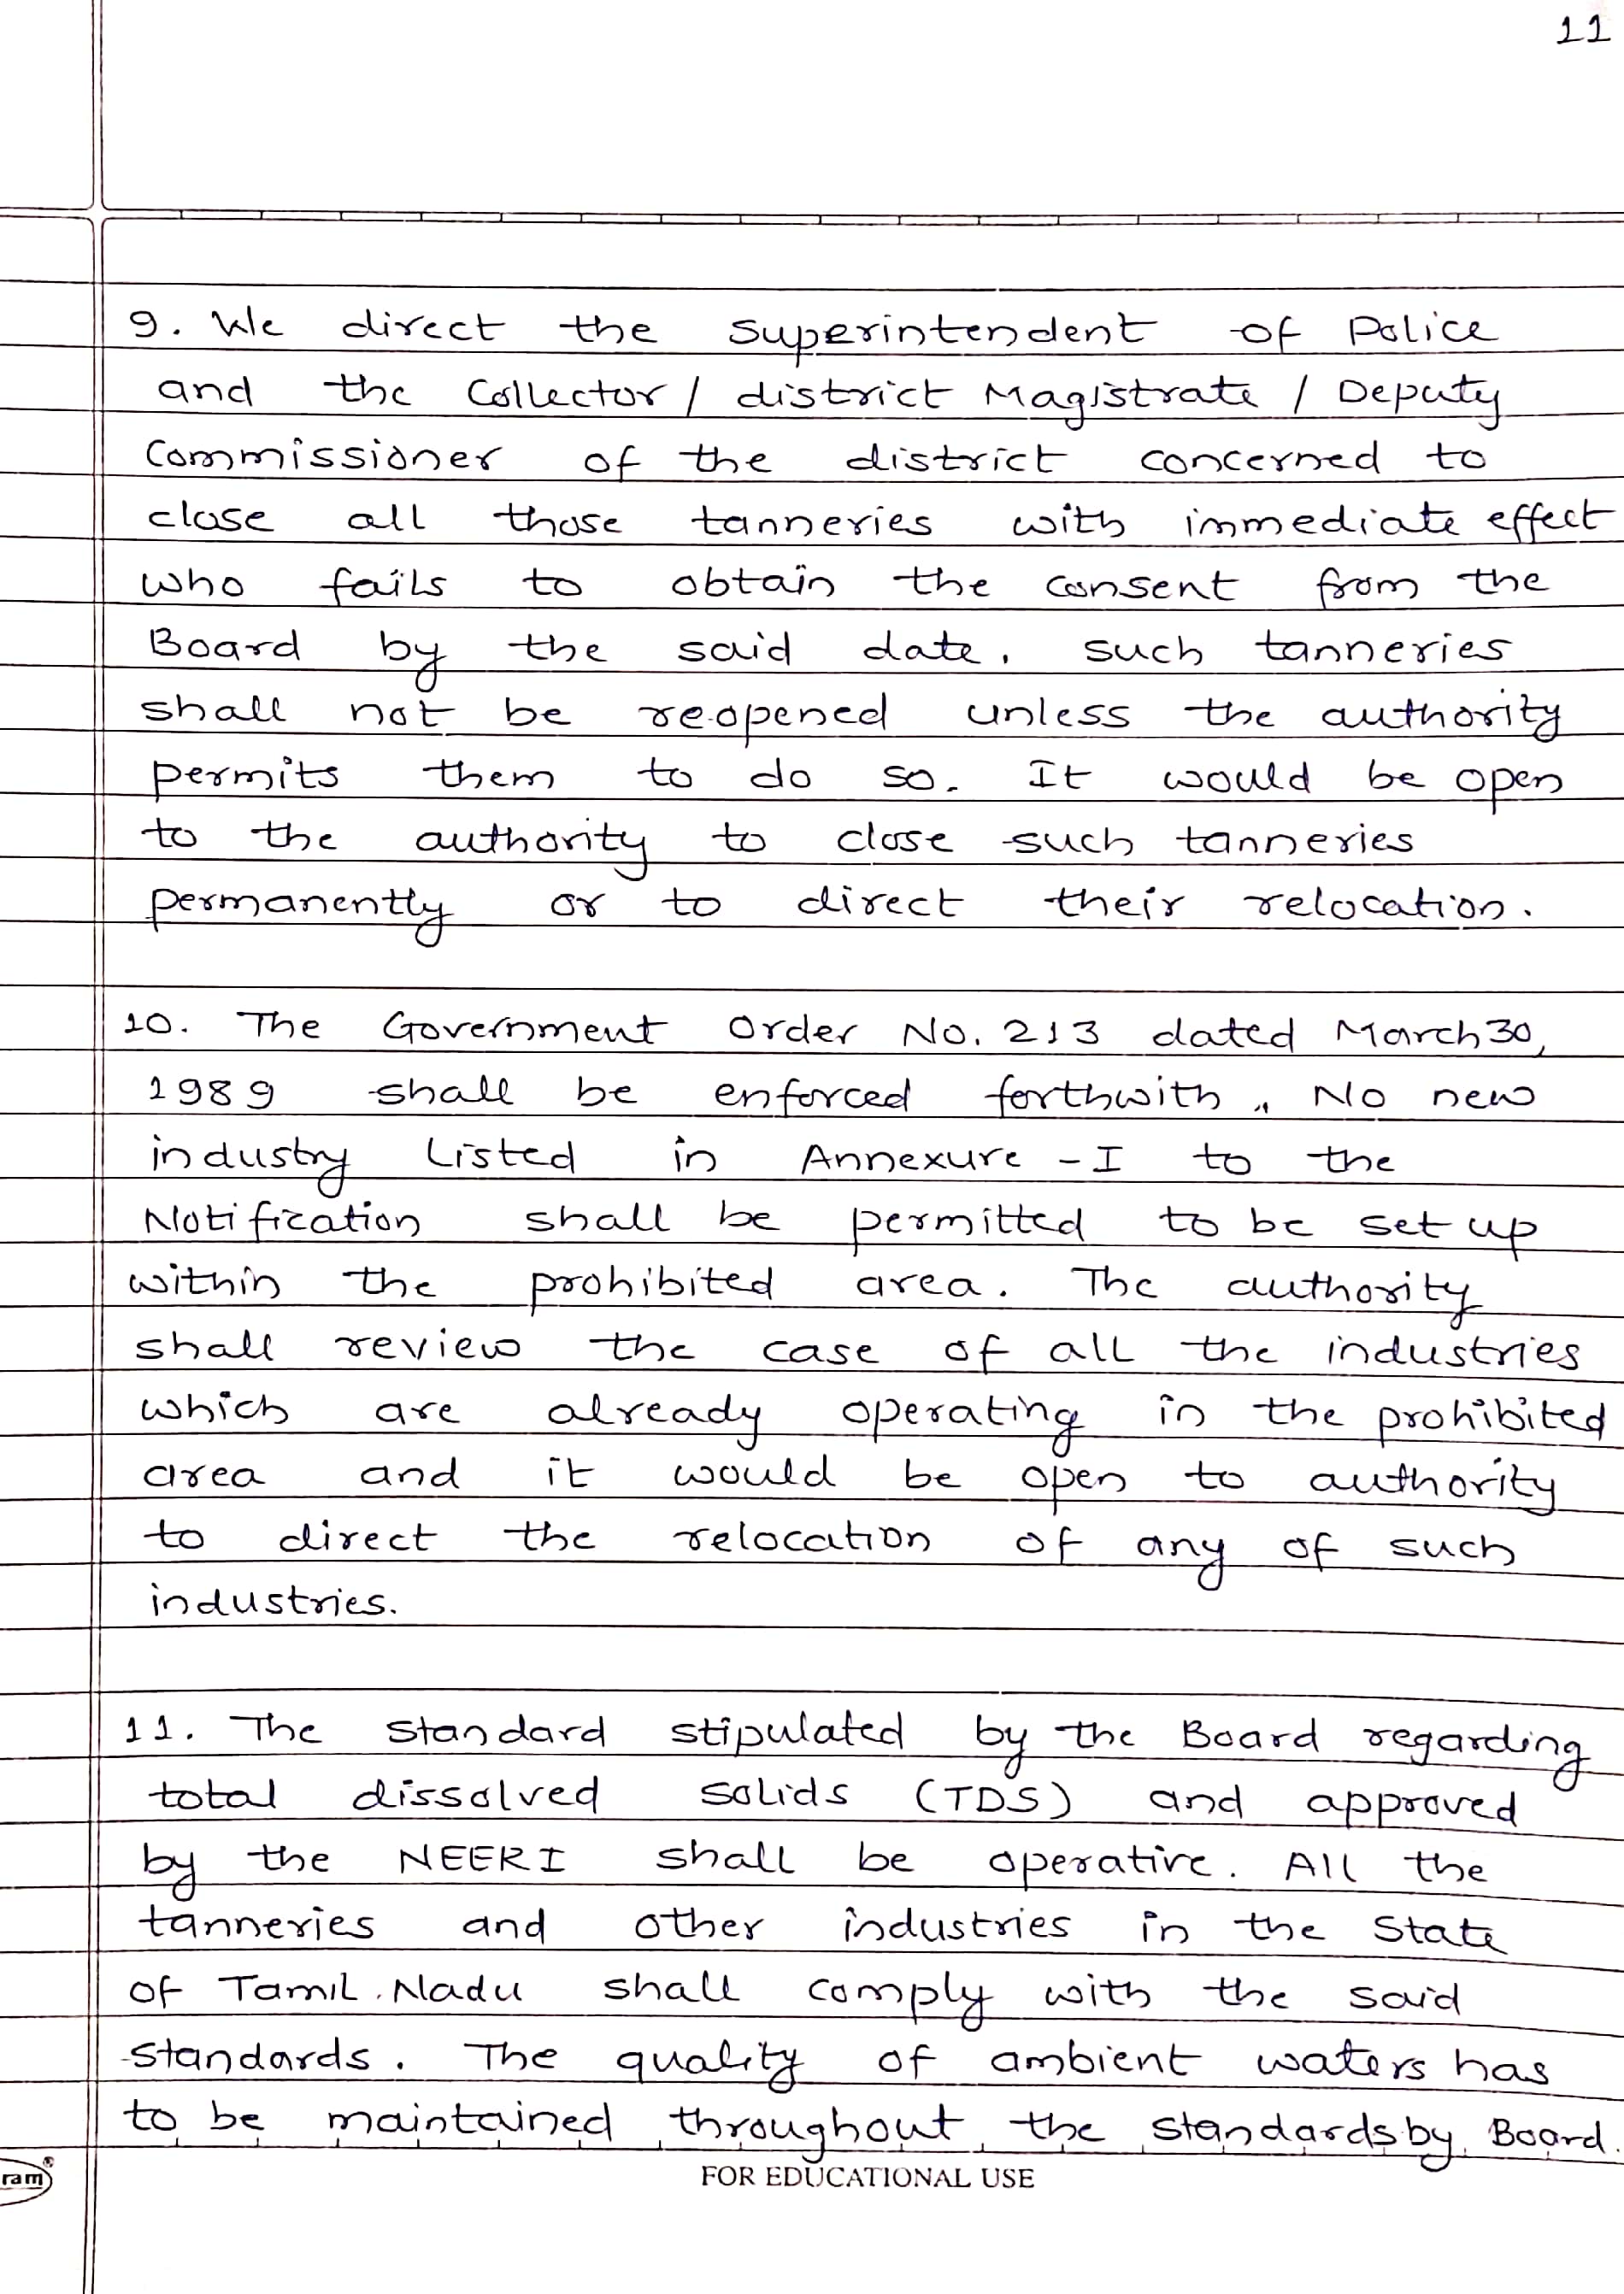 11
9. We direct the Superintendent of Police
and the Collector / district Magistrate / Deputy
Commissioner of the district concerned to
close all those tanneries with immediate effect
who fails to obtain the consent from the
Board by the said date. such tanneries
shall not be reopened unless the authority
permits them to do so. It would be open
to the authority to close such tanneries
permanently or to direct their relocation.
10. The Government Order No. 213 dated March 30,
1989 shall be enforced forthwith. No new
industry listed in Annexure - I to the
Notification shall be permitted to be set up
within the prohibited area. The authority
shall review the case of all the industries
which are already operating in the prohibited
area and it would be open to authority
to direct the relocation of any of such
industries.
11. The standard stipulated by the Board regarding
total dissolved solids (TDS) and approved
by the NEERI shall be operative. All the
tanneries and other industries in the State
of Tamil Nadu shall comply with the said
standards. The quality of ambient waters has
to be maintained throughout the standards by Board.
ram®
FOR EDUCATIONAL USE